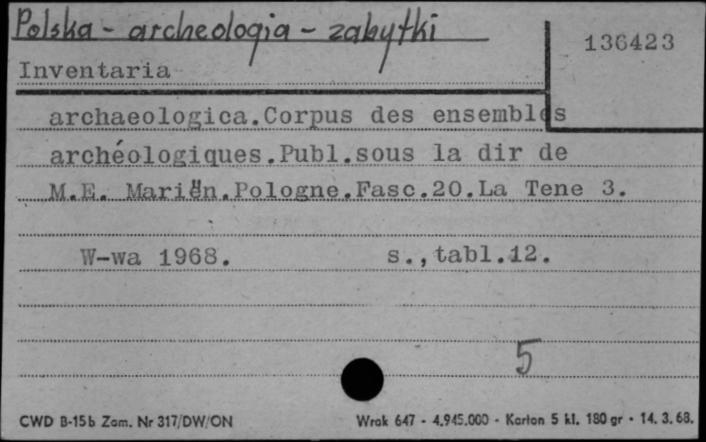 Polska - archeologia - zabytki
136423
Inventaria
archaeologica.Corpus des ensembles
archéologiques.Publ.sous la dir de
M.E. Mariën.Pologne.Fasc.20.La Tene 3.
W-wa 1968. s.,tabl.12.
5
CWD B-15b Zam. Nr 317/DW/ON Wrak 647 - 4.945.000 - Karton 5 kl. 180 gr - 14. 3. 68.